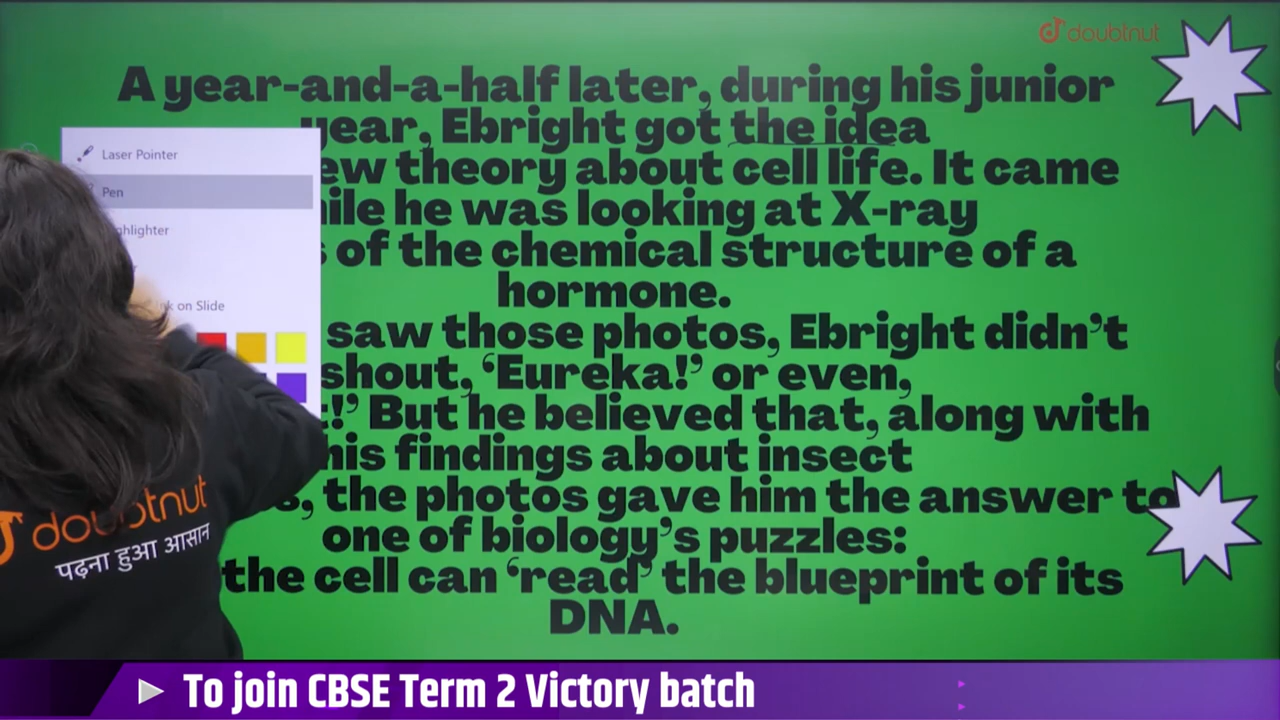 doubtnut
A year-and-a-half later, during his junior
year, Ebright got the idea
ew theory about cell life. It came
ile he was looking at X-ray
s of the chemical structure of a
hormone.
saw those photos, Ebright didn’t
shout, ‘Eureka!’ or even,
!’ But he believed that, along with
his findings about insect
s, the photos gave him the answer to
one of biology’s puzzles:
the cell can ‘read’ the blueprint of its
DNA.
Laser Pointer
Pen
ghlighter
nk on Slide
doubtnut
पढ़ना हुआ आसान
To join CBSE Term 2 Victory batch